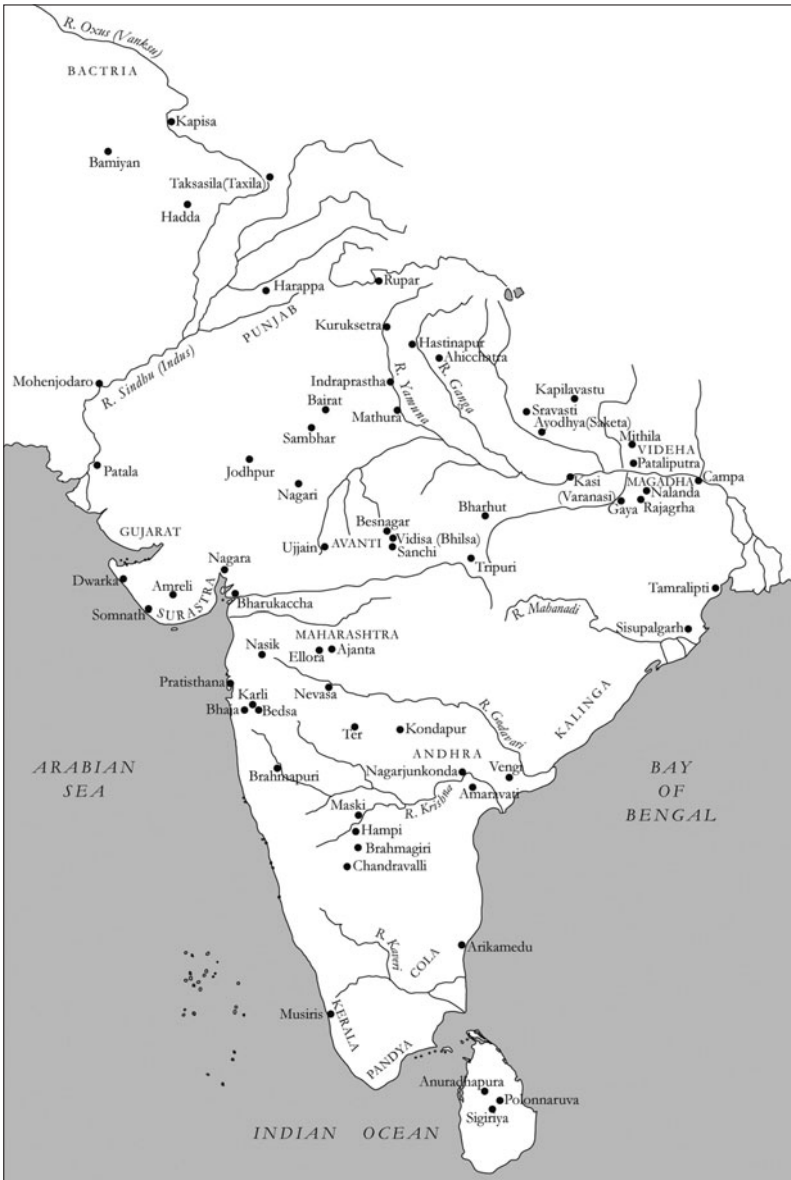 R. Oxus (Vanksu)
BACTRIA
Kapisa
Bamiyan
Taksasila (Taxila)
Hadda
Harappa
Rupar
PUNJAB
Kuruksetra
Hastinapur
Ahicchatra
R. Sindhu (Indus)
Mohenjodaro
Indraprastha
R. Yamuna
R. Ganga
Kapilavastu
Bairat
Mathura
Sravasti
Sambhar
Ayodhya (Saketa)
Mithila
VIDEHA
Patala
Jodhpur
Pataliputra
Nagari
Kasi
(Varanasi)
MAGADHA
Campa
Nalanda
Gaya
Rajagrha
Bharhut
GUJARAT
Besnagar
Vidisa (Bhilsa)
Ujjain
AVANTI
Sanchi
Tripuri
Nagara
Dwarka
Amreli
SURASTRA
Bharukaccha
Somnath
Tamralipti
R. Mahanadi
Sisupalgarh
MAHARASHTRA
Nasik
Ellora
Ajanta
Pratisthana
Nevasa
Karli
Bhaja
Bedsa
R. Godavari
KALINGA
Ter
Kondapur
ANDHRA
ARABIAN
SEA
Brahmapuri
Nagarjunkonda
Vengi
BAY
OF
BENGAL
Amaravati
R. Krishna
Maski
Hampi
Brahmagiri
Chandravalli
R. Kaveri
COLA
Arikamedu
Musiris
KERALA
PANDYA
Anuradhapura
Polonnaruva
Sigiriya
INDIAN OCEAN